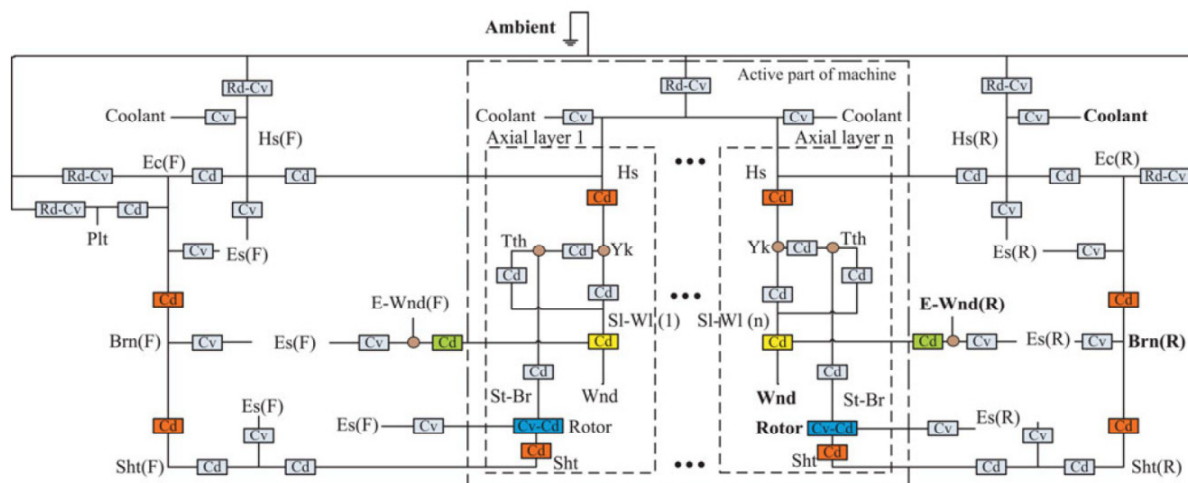 Ambient
Active part of machine
Rd-Cv Rd-Cv Rd-Cv
Coolant Cv Coolant Cv Cv Coolant Cv Coolant
Hs(F) Axial layer 1 Axial layer n Hs(R)
Ec(F) Hs Hs Ec(R)
Rd-Cv Cd Cd Cd Cd Rd-Cv
Cd Cd
Rd-Cv Cd Cv Cv
Plt Es(F) Tth Cd Yk Yk Cd Tth Es(R)
Cv Cv
Cd Cd
Cd Cd
Cd E-Wnd(F) Sl-Wl (1) Sl-Wl (n) E-Wnd(R) Cd
Brn(F) Cv Es(F) Cv Cd Cd Cd Cd Cv Es(R) Cv Brn(R)
Cd Cd
St-Br Wnd Wnd St-Br
Es(F) Es(R)
Cd Cv Es(F) Cv Cv-Cd Rotor Rotor Cv-Cd Cv Cv Cd
Cd Sht Sht Cd
Sht(F) Cd Cd Cd Cd Sht(R)